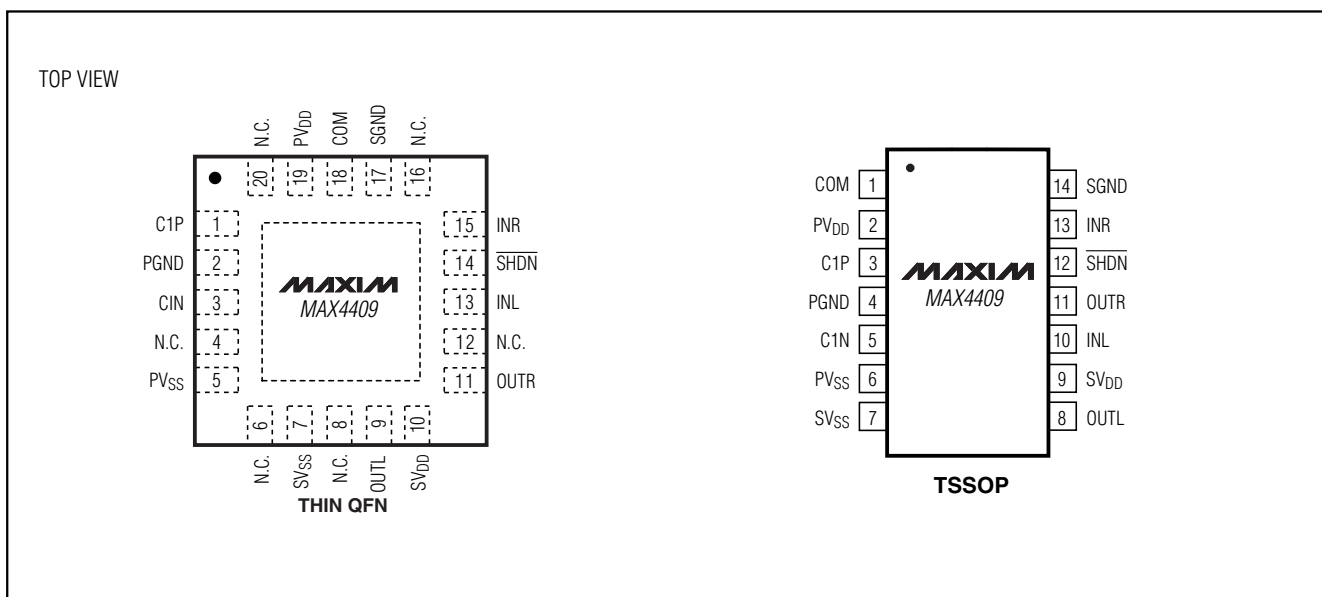 TOP VIEW
N.C.
PVDD
COM
SGND
N.C.
20
19
18
17
16
C1P 1
PGND 2
CIN 3
N.C. 4
PVSS 5
15 INR
14 SHDN
13 INL
12 N.C.
11 OUTR
MAXIM
MAX4409
6
7
8
9
10
N.C.
SVSS
N.C.
OUTL
SVDD
THIN QFN
COM 1
PVDD 2
C1P 3
PGND 4
C1N 5
PVSS 6
SVSS 7
MAXIM
MAX4409
14 SGND
13 INR
12 SHDN
11 OUTR
10 INL
9 SVDD
8 OUTL
TSSOP